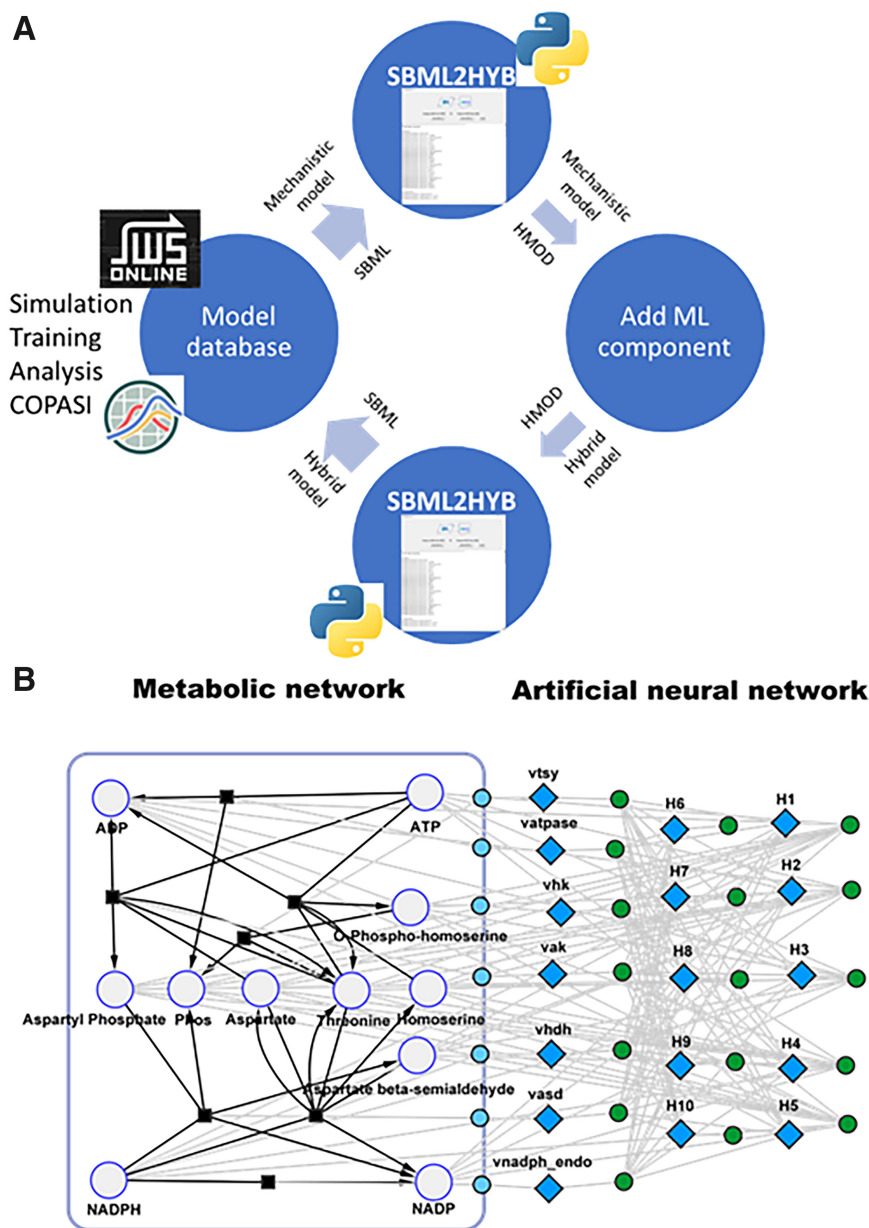 A
SBML2HYB
Mechanistic
model
SBML
Mechanistic
model
HMOD
JWS
ONLINE
Simulation
Training
Analysis
COPASI
Model
database
Add ML
component
SBML
Hybrid
model
HMOD
Hybrid
model
SBML2HYB
B
Metabolic network
Artificial neural network
vtsy
H6
H1
ADP
ATP
vatpase
vhk
H7
H2
O Phospho-homoserine
vak
H8
H3
Aspartyl Phosphate
Phos
Aspartate
Threonine
Homoserine
vhdh
H9
H4
Aspartate beta-semialdehyde
vasd
H10
H5
vnadph_endo
NADPH
NADP